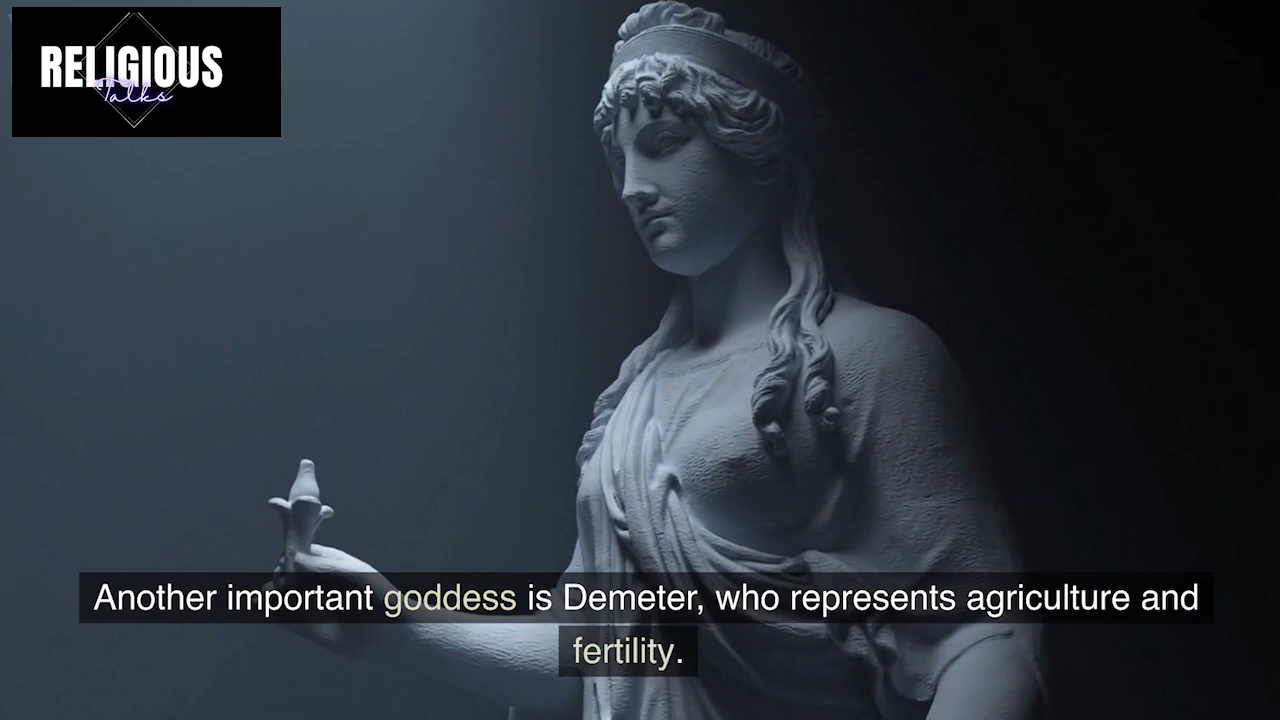 RELIGIOUS
Talks
Another important goddess is Demeter, who represents agriculture and
fertility.